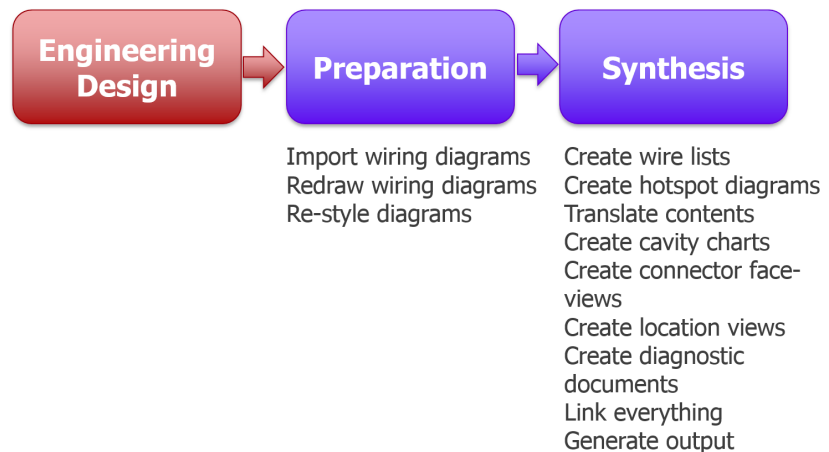 Engineering
Design
Preparation
Synthesis
Import wiring diagrams
Redraw wiring diagrams
Re-style diagrams
Create wire lists
Create hotspot diagrams
Translate contents
Create cavity charts
Create connector face-
views
Create location views
Create diagnostic
documents
Link everything
Generate output